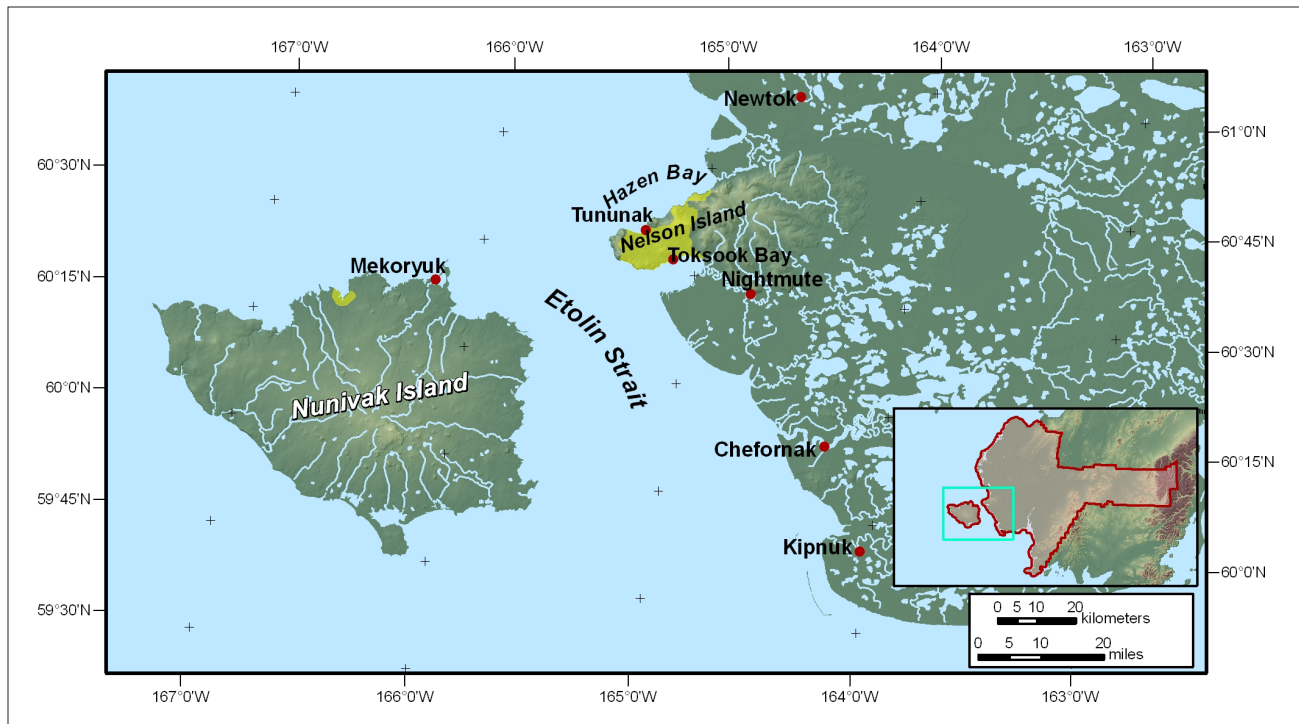 167°0'W
166°0'W
165°0'W
164°0'W
163°0'W
Newtok
61°0'N
60°30'N
Hazen Bay
Tununak
Nelson Island
60°45'N
Toksook Bay
60°15'N
Mekoryuk
Nightmute
Etolin Strait
60°30'N
60°0'N
Nunivak Island
Chefornak
60°15'N
59°45'N
Kipnuk
60°0'N
59°30'N
0 5 10 20
kilometers
0 5 10 20
miles
167°0'W
166°0'W
165°0'W
164°0'W
163°0'W